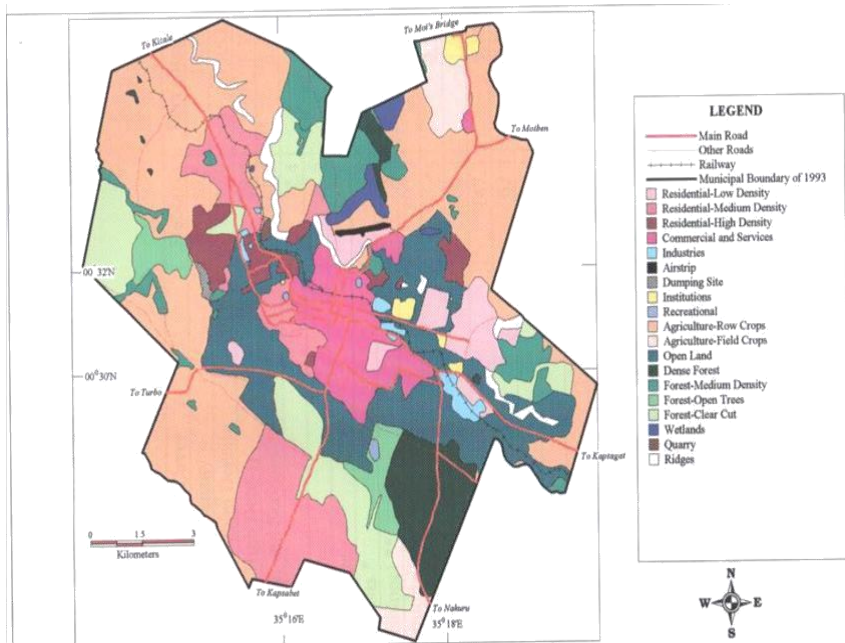 To Kitale
To Moi's Bridge
To Moiben
00° 32'N
00° 30'N
To Turbo
To Kaptagat
To Kapsabet
To Nakuru
35° 16'E
35° 18'E
0 1.5 3
Kilometers
LEGEND
Main Road
Other Roads
Railway
Municipal Boundary of 1993
Residential-Low Density
Residential-Medium Density
Residential-High Density
Commercial and Services
Industries
Airstrip
Dumping Site
Institutions
Recreational
Agriculture-Row Crops
Agriculture-Field Crops
Open Land
Dense Forest
Forest-Medium Density
Forest-Open Trees
Forest-Clear Cut
Wetlands
Quarry
Ridges
N
W E
S